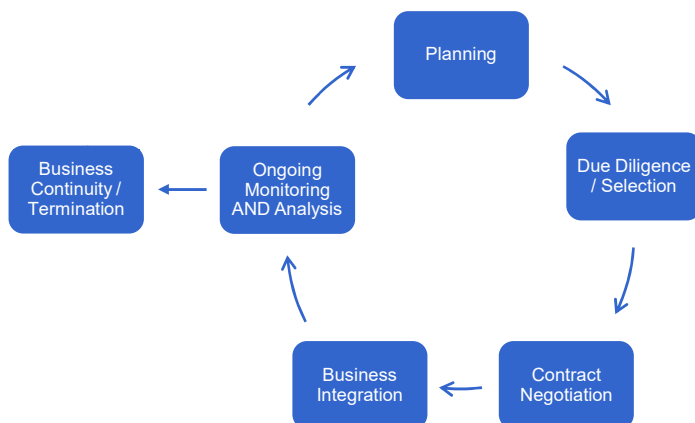 Planning
Due Diligence
/ Selection
Contract
Negotiation
Business
Integration
Ongoing
Monitoring
AND Analysis
Business
Continuity /
Termination